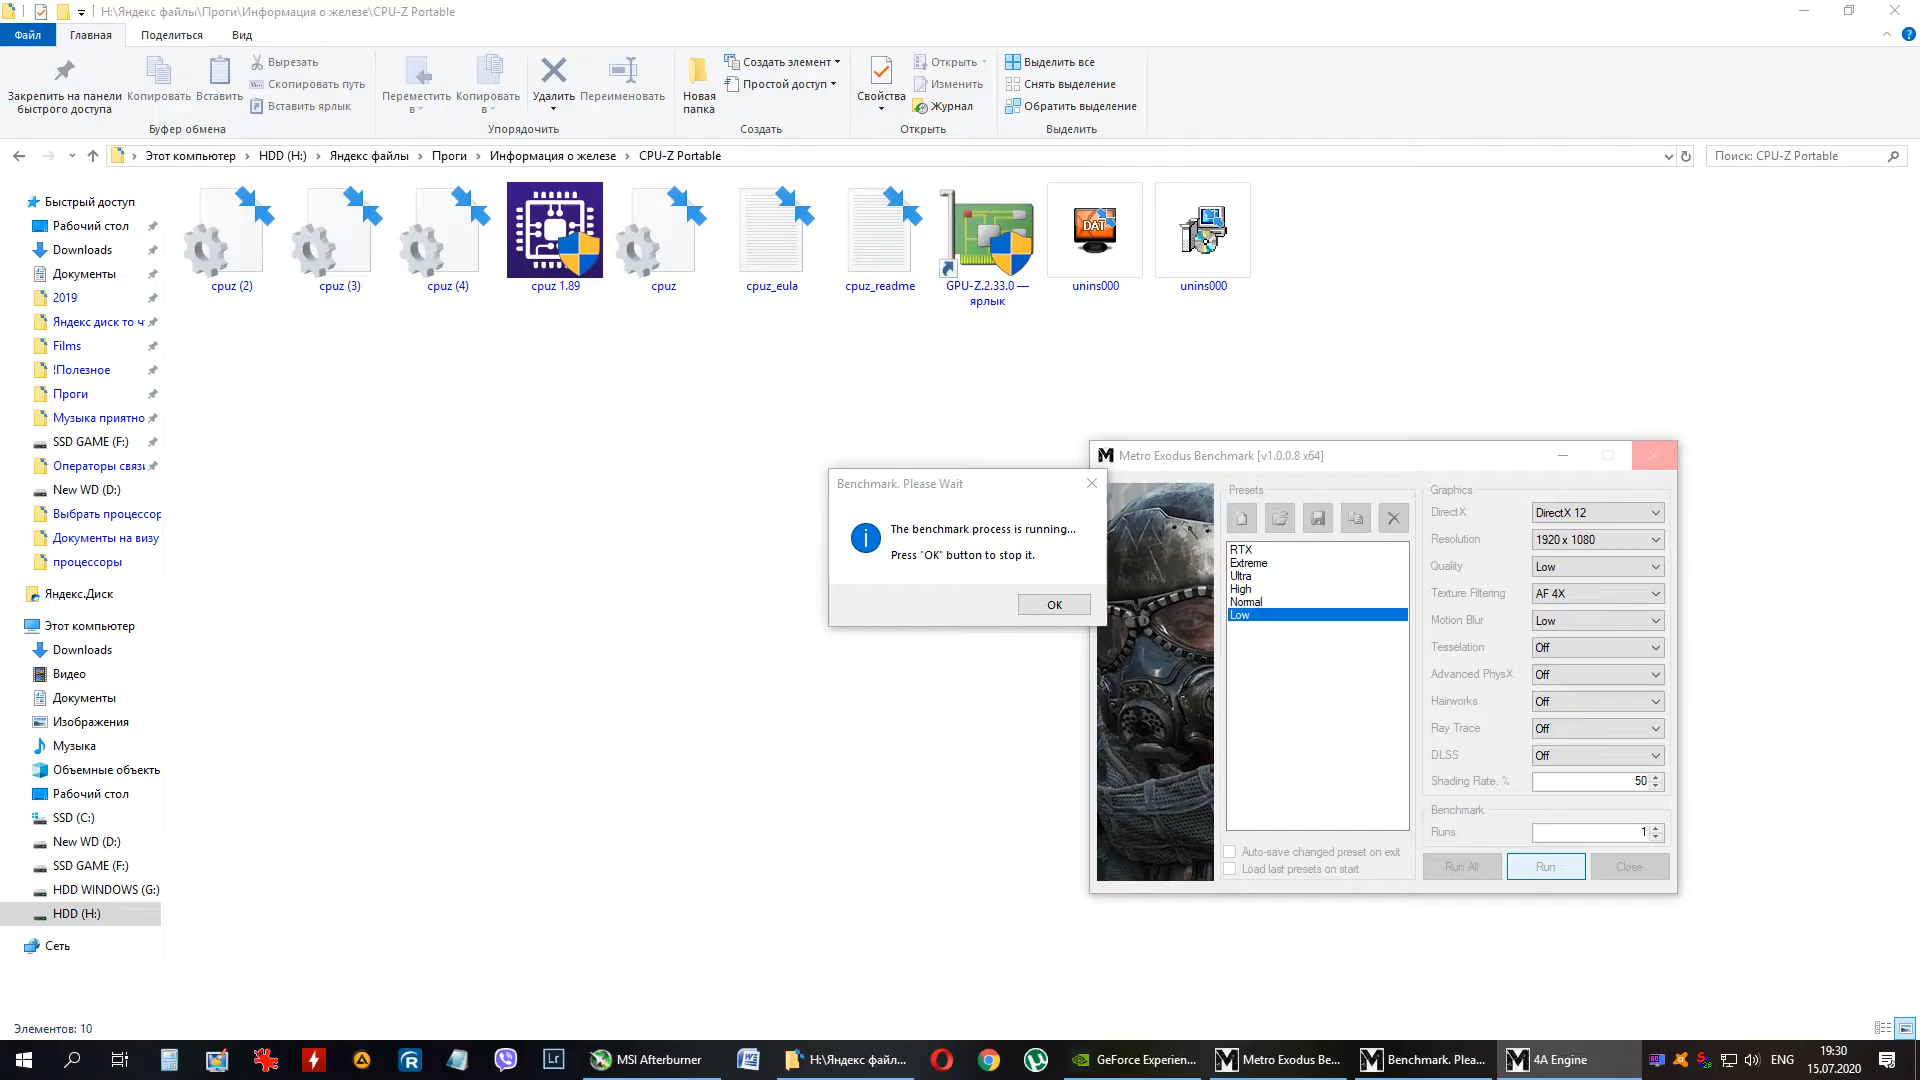 H:\Яндекс файлы\Проги\Информация о железе\CPU-Z Portable
Файл
Главная
Поделиться
Вид
Закрепить на панели
быстрого доступа
Копировать
Вставить
Вырезать
Скопировать путь
Вставить ярлык
Буфер обмена
Переместить
в
Копировать
в
Удалить
Переименовать
Упорядочить
Новая
папка
Создать элемент
Простой доступ
Создать
Свойства
Открыть
Изменить
Журнал
Открыть
Выделить все
Снять выделение
Обратить выделение
Выделить
Этот компьютер
HDD (H:)
Яндекс файлы
Проги
Информация о железе
CPU-Z Portable
Поиск: CPU-Z Portable
Быстрый доступ
Рабочий стол
Downloads
Документы
2019
Яндекс диск то ч
Films
!Полезное
Проги
Музыка приятно
SSD GAME (F:)
Операторы связи
New WD (D:)
Выбрать процессор
Документы на визу
процессоры
Яндекс.Диск
Этот компьютер
Downloads
Видео
Документы
Изображения
Музыка
Объемные объекть
Рабочий стол
SSD (C:)
New WD (D:)
SSD GAME (F:)
HDD WINDOWS (G:)
HDD (H:)
Сеть
cpuz (2)
cpuz (3)
cpuz (4)
cpuz 1.89
cpuz
cpuz_eula
cpuz_readme
GPU-Z.2.33.0 —
ярлык
DAT
unins000
unins000
Benchmark. Please Wait
The benchmark process is running...
Press "OK" button to stop it.
OK
Metro Exodus Benchmark [v1.0.0.8 x64]
Presets
RTX
Extreme
Ultra
High
Normal
Low
Auto-save changed preset on exit
Load last presets on start
Graphics
DirectX
DirectX 12
Resolution
1920 x 1080
Quality
Low
Texture Filtering
AF 4X
Motion Blur
Low
Tesselation
Off
Advanced PhysX
Off
Hairworks
Off
Ray Trace
Off
DLSS
Off
Shading Rate, %
50
Benchmark
Runs
1
Run All
Run
Close
Элементов: 10
Lr
MSI Afterburner
H:\Яндекс файл...
GeForce Experien...
Metro Exodus Be...
Benchmark. Plea...
4A Engine
ENG
19:30
15.07.2020